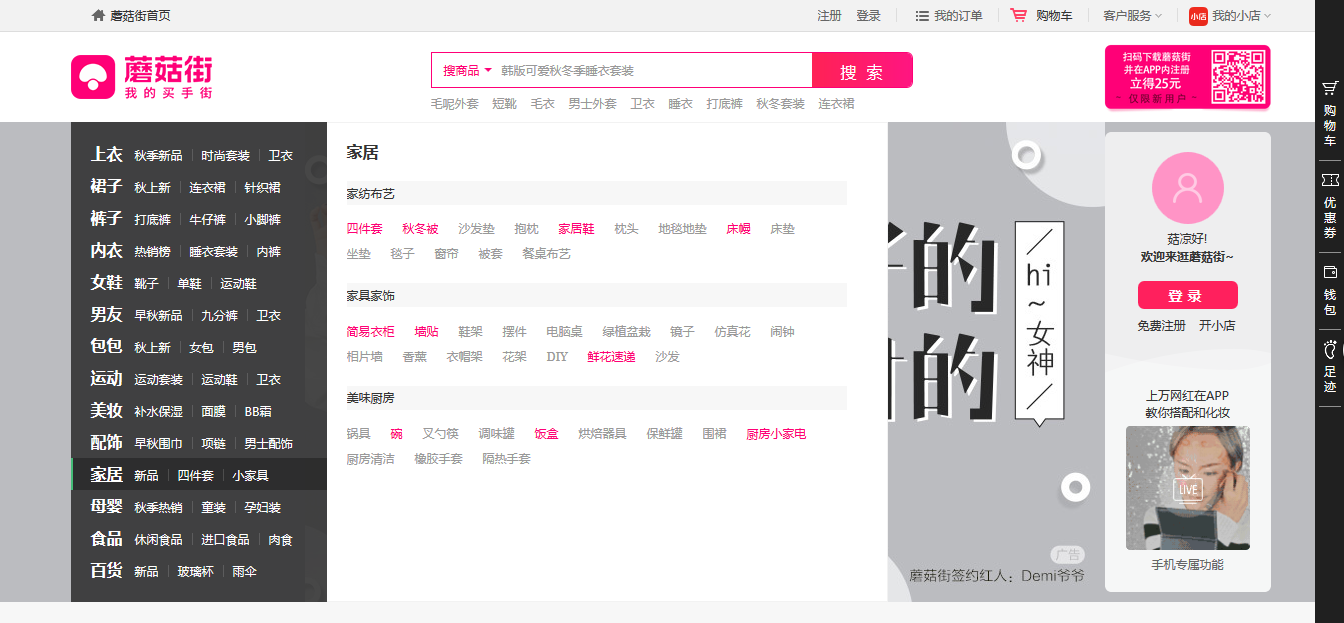 蘑菇街首页
注册 登录 我的订单 购物车 客户服务 小店 我的小店
蘑菇街
我的买手街
搜商品 韩版可爱秋冬季睡衣套装 搜 索
毛呢外套 短靴 毛衣 男士外套 卫衣 睡衣 打底裤 秋冬套装 连衣裙
扫码下载蘑菇街
并在APP内注册
立得25元
~ 仅限新用户 ~
购物车
优惠券
钱包
足迹
上衣 秋季新品 时尚套装 卫衣
裙子 秋上新 连衣裙 针织裙
裤子 打底裤 牛仔裤 小脚裤
内衣 热销榜 睡衣套装 内裤
女鞋 靴子 单鞋 运动鞋
男友 早秋新品 九分裤 卫衣
包包 秋上新 女包 男包
运动 运动套装 运动鞋 卫衣
美妆 补水保湿 面膜 BB霜
配饰 早秋围巾 项链 男士配饰
家居 新品 四件套 小家具
母婴 秋季热销 童装 孕妇装
食品 休闲食品 进口食品 肉食
百货 新品 玻璃杯 雨伞
家居
家纺布艺
四件套 秋冬被 沙发垫 抱枕 家居鞋 枕头 地毯地垫 床幔 床垫
坐垫 毯子 窗帘 被套 餐桌布艺
家具家饰
简易衣柜 墙贴 鞋架 摆件 电脑桌 绿植盆栽 镜子 仿真花 闹钟
相片墙 香薰 衣帽架 花架 DIY 鲜花速递 沙发
美味厨房
锅具 碗 叉勺筷 调味罐 饭盒 烘焙器具 保鲜罐 围裙 厨房小家电
厨房清洁 橡胶手套 隔热手套
的
的
hi
~
女神
广告
蘑菇街签约红人：Demi爷爷
菇凉好!
欢迎来逛蘑菇街~
登 录
免费注册 开小店
上万网红在APP
教你搭配和化妆
LIVE
手机专属功能